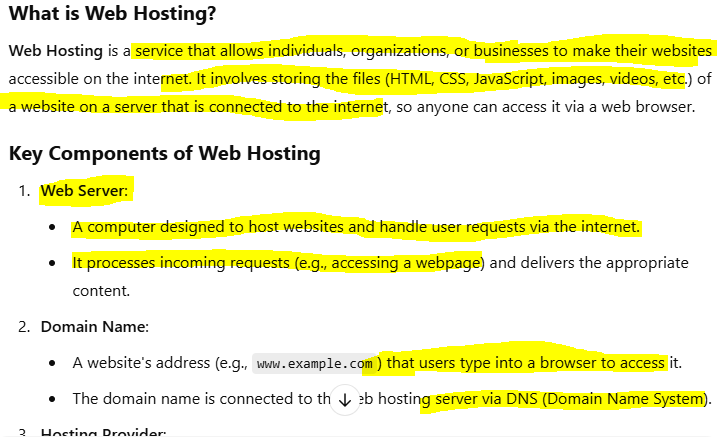 What is Web Hosting?
Web Hosting is a service that allows individuals, organizations, or businesses to make their websites
accessible on the internet. It involves storing the files (HTML, CSS, JavaScript, images, videos, etc.) of
a website on a server that is connected to the internet, so anyone can access it via a web browser.
Key Components of Web Hosting
1. Web Server:
• A computer designed to host websites and handle user requests via the internet.
• It processes incoming requests (e.g., accessing a webpage) and delivers the appropriate
content.
2. Domain Name:
• A website's address (e.g., www.example.com ) that users type into a browser to access it.
• The domain name is connected to th eb hosting server via DNS (Domain Name System).
3. Hosting Provider: